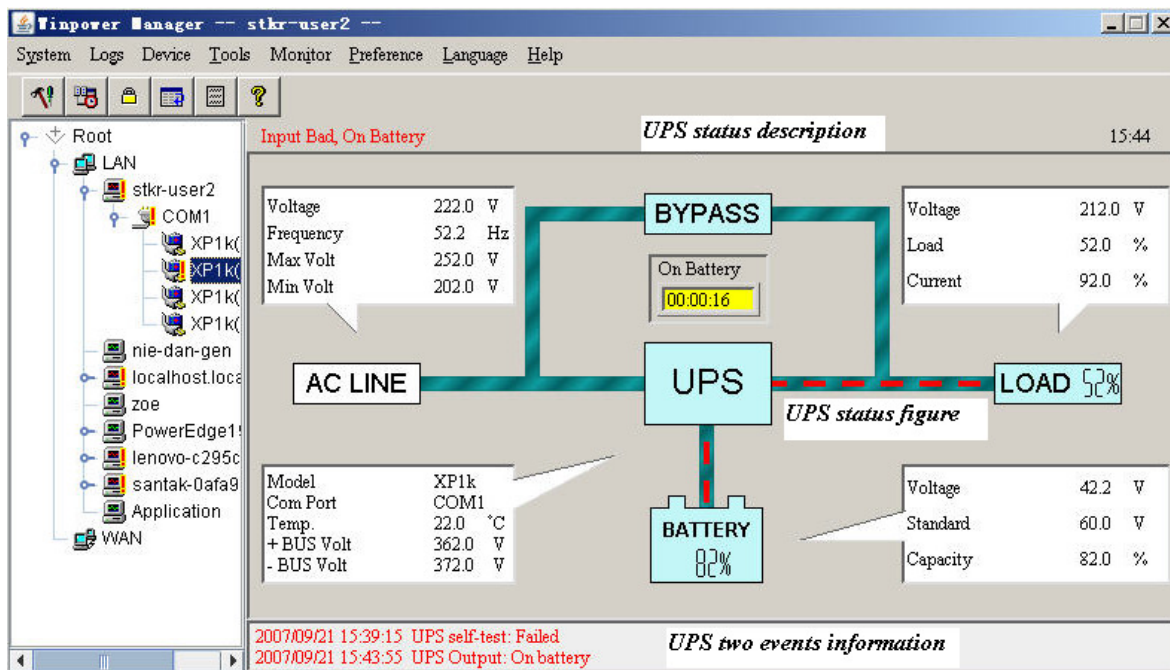 Winpower Manager -- stkr-user2 --
System Logs Device Tools Monitor Preference Language Help
Root
LAN
stkr-user2
COM1
XP1k(
XP1k(
XP1k(
XP1k(
nie-dan-gen
localhost.loca
zoe
PowerEdge1
lenovo-c295c
santak-0afa9
Application
WAN
Input Bad, On Battery
UPS status description
15:44
Voltage 222.0 V
Frequency 52.2 Hz
Max Volt 252.0 V
Min Volt 202.0 V
BYPASS
On Battery
00:00:16
Voltage 212.0 V
Load 52.0 %
Current 92.0 %
AC LINE
UPS
LOAD 52%
UPS status figure
Model XP1k
Com Port COM1
Temp. 22.0 °C
+ BUS Volt 362.0 V
- BUS Volt 372.0 V
BATTERY
82%
Voltage 42.2 V
Standard 60.0 V
Capacity 82.0 %
2007/09/21 15:39:15 UPS self-test: Failed
2007/09/21 15:43:55 UPS Output: On battery
UPS two events information